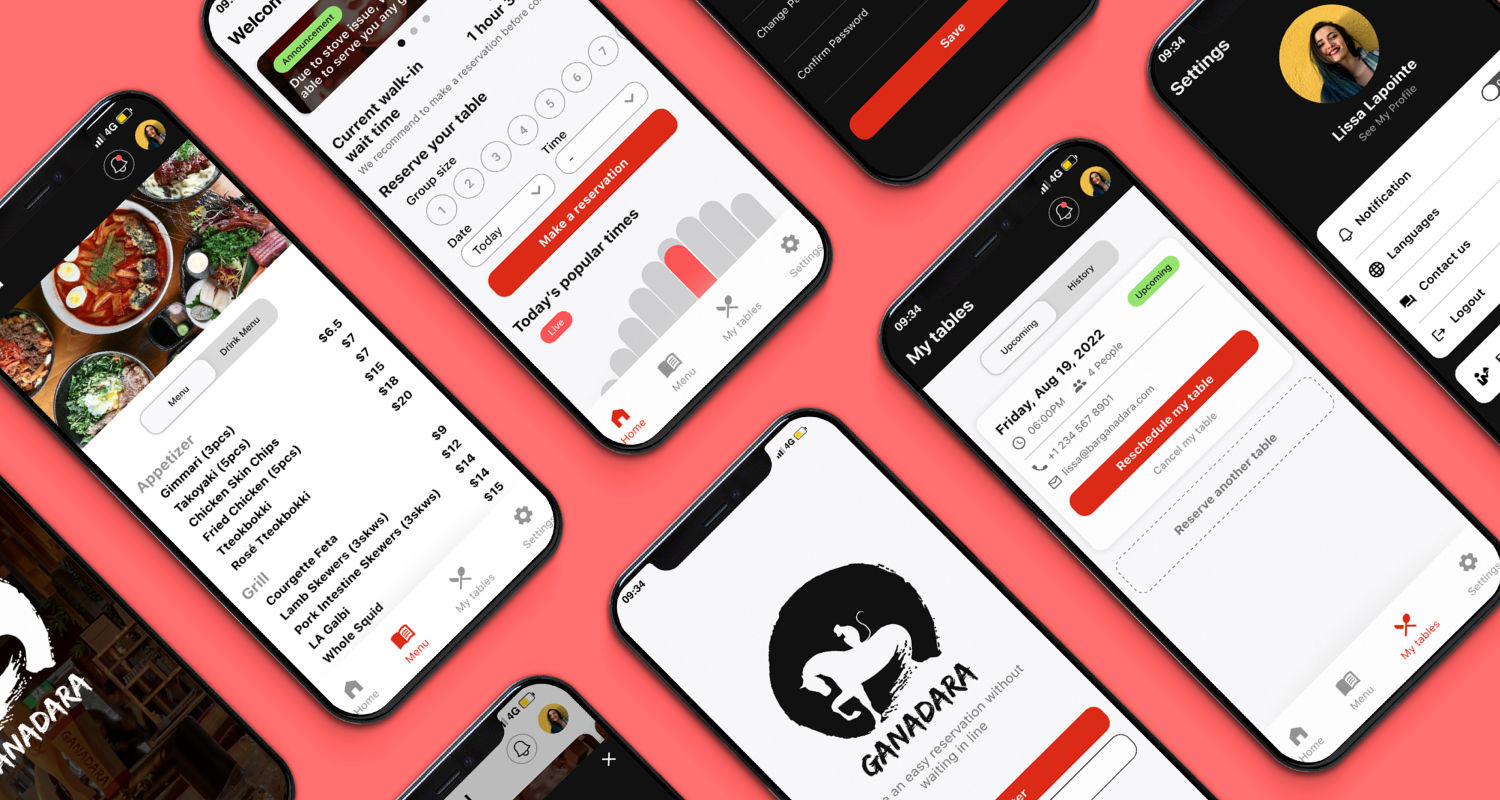 4G
Menu
Drink Menu
Appetizer
Gimmari (3pcs) $6.5
Takoyaki (5pcs) $7
Chicken Skin Chips $7
Fried Chicken (5pcs) $15
Tteokbokki $18
Rosé Tteokbokki $20
Grill
Courgette Feta $9
Lamb Skewers (3skws) $12
Pork Intestine Skewers (3skws) $14
LA Galbi $14
Whole Squid $15
Home
Menu
My tables
Settings
GANADARA
Announcement
Due to stove issue,
able to serve you any
Current walk-in
wait time
1 hour
We recommend to make a reservation before
Reserve your table
Group size
1 2 3 4 5 6 7
Date
Time
Today
-
Make a reservation
Today's popular times
Live
Home
Menu
My tables
Settings
Confirm Password
Save
4G
09:34
4G
GANADARA
an easy reservation without
waiting in line
09:34
4G
My tables
Upcoming
History
Upcoming
Friday, Aug 19, 2022
06:00PM
4 People
+1 234 567 8901
lissa@barganadara.com
Reschedule my table
Cancel my table
Reserve another table
Home
Menu
My tables
Settings
09:34
Settings
Lissa Lapointe
See My Profile
Notification
Languages
Contact us
Logout